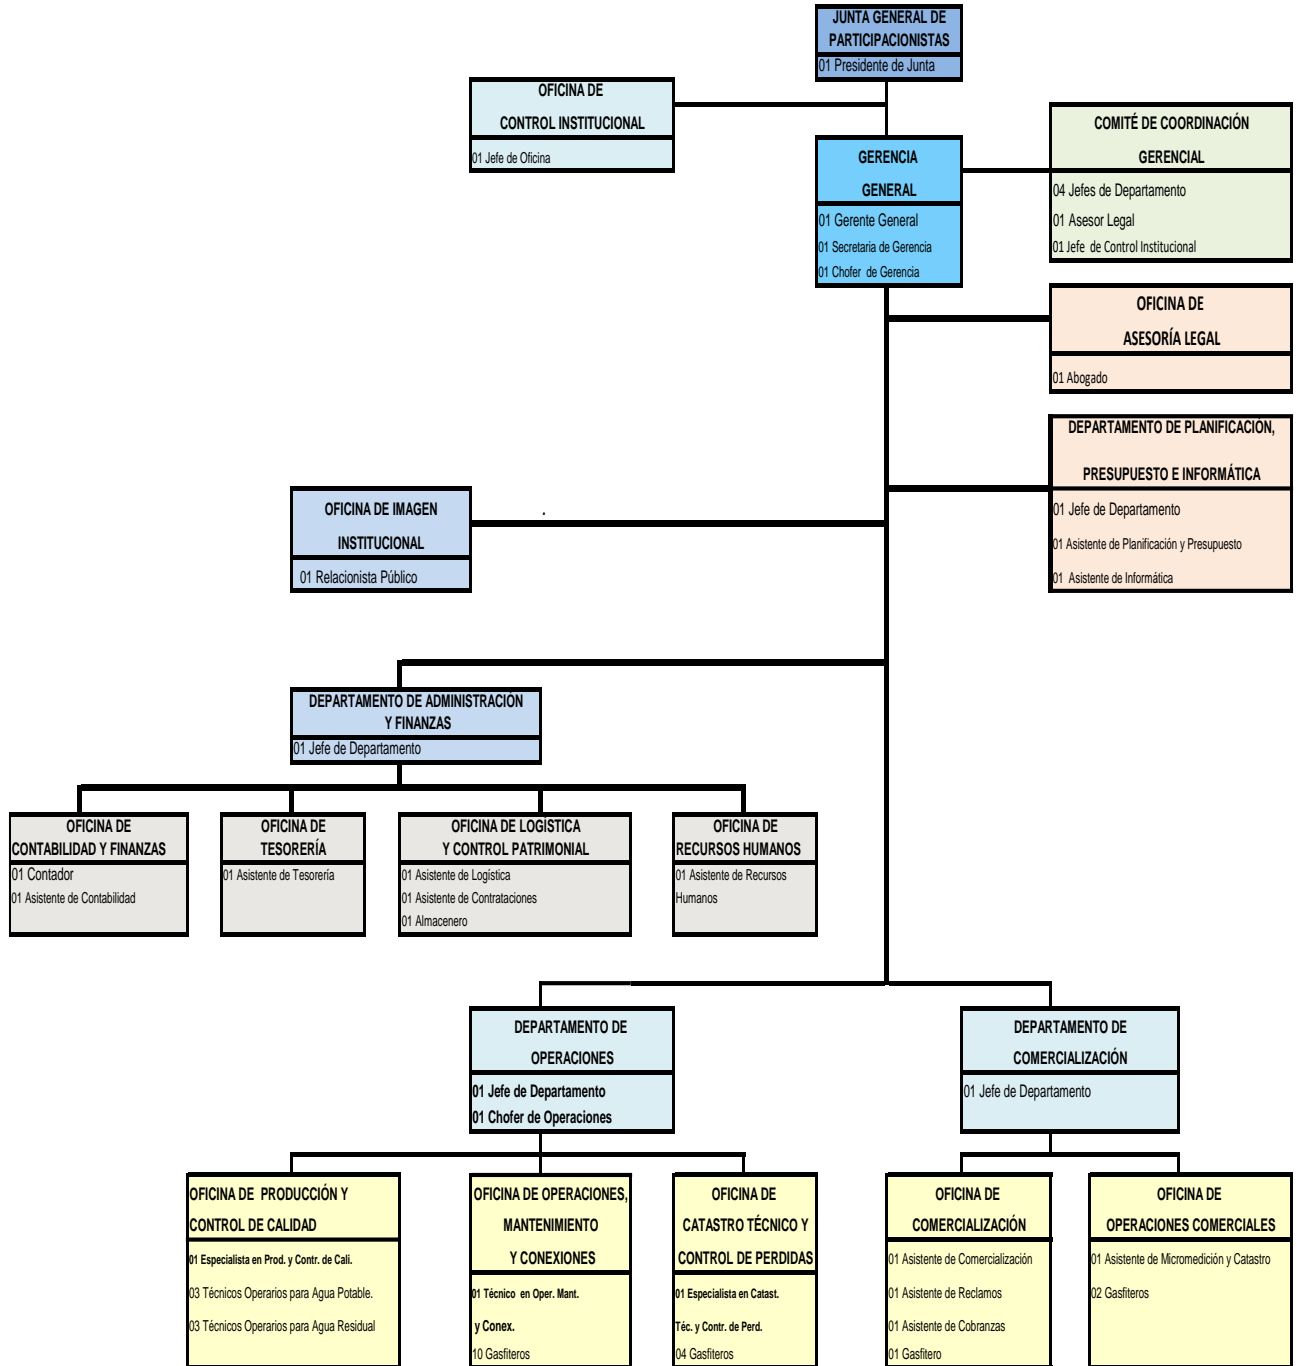 JUNTA GENERAL DE
PARTICIPACIONISTAS
01 Presidente de Junta
OFICINA DE
CONTROL INSTITUCIONAL
01 Jefe de Oficina
GERENCIA
GENERAL
01 Gerente General
01 Secretaria de Gerencia
01 Chofer de Gerencia
COMITÉ DE COORDINACIÓN
GERENCIAL
04 Jefes de Departamento
01 Asesor Legal
01 Jefe de Control Institucional
OFICINA DE
ASESORÍA LEGAL
01 Abogado
DEPARTAMENTO DE PLANIFICACIÓN,
PRESUPUESTO E INFORMÁTICA
01 Jefe de Departamento
01 Asistente de Planificación y Presupuesto
01 Asistente de Informática
OFICINA DE IMAGEN
INSTITUCIONAL
01 Relacionista Público
.
DEPARTAMENTO DE ADMINISTRACIÓN
Y FINANZAS
01 Jefe de Departamento
OFICINA DE
CONTABILIDAD Y FINANZAS
01 Contador
01 Asistente de Contabilidad
OFICINA DE
TESORERÍA
01 Asistente de Tesorería
OFICINA DE LOGÍSTICA
Y CONTROL PATRIMONIAL
01 Asistente de Logística
01 Asistente de Contrataciones
01 Almacenero
OFICINA DE
RECURSOS HUMANOS
01 Asistente de Recursos
Humanos
DEPARTAMENTO DE
OPERACIONES
01 Jefe de Departamento
01 Chofer de Operaciones
DEPARTAMENTO DE
COMERCIALIZACIÓN
01 Jefe de Departamento
OFICINA DE PRODUCCIÓN Y
CONTROL DE CALIDAD
01 Especialista en Prod. y Contr. de Cali.
03 Técnicos Operarios para Agua Potable.
03 Técnicos Operarios para Agua Residual
OFICINA DE OPERACIONES,
MANTENIMIENTO
Y CONEXIONES
01 Técnico en Oper. Mant.
y Conex.
10 Gasfiteros
OFICINA DE
CATASTRO TÉCNICO Y
CONTROL DE PERDIDAS
01 Especialista en Catast.
Téc. y Contr. de Perd.
04 Gasfiteros
OFICINA DE
COMERCIALIZACIÓN
01 Asistente de Comercialización
01 Asistente de Reclamos
01 Asistente de Cobranzas
01 Gasfitero
OFICINA DE
OPERACIONES COMERCIALES
01 Asistente de Micromedición y Catastro
02 Gasfiteros